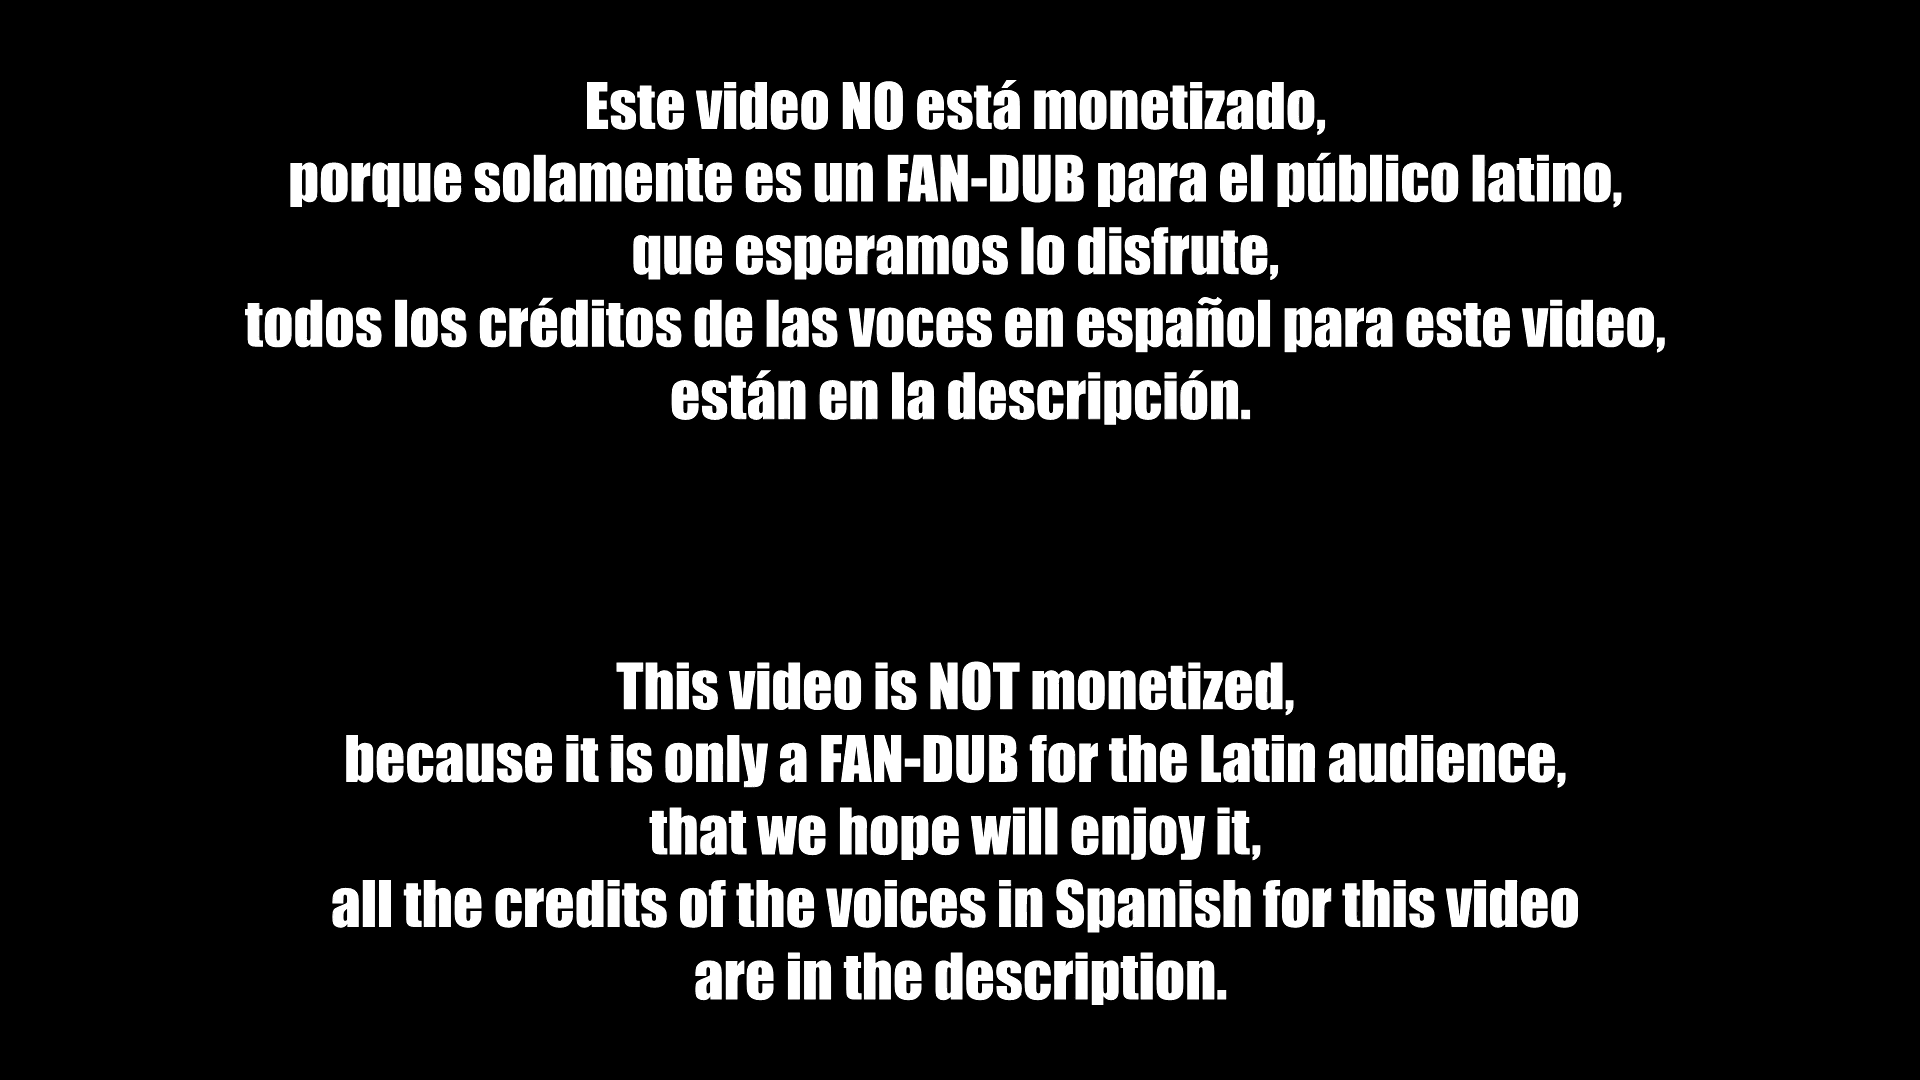 Este video NO está monetizado,
porque solamente es un FAN-DUB para el público latino,
que esperamos lo disfrute,
todos los créditos de las voces en español para este video,
están en la descripción.
This video is NOT monetized,
because it is only a FAN-DUB for the Latin audience,
that we hope will enjoy it,
all the credits of the voices in Spanish for this video
are in the description.